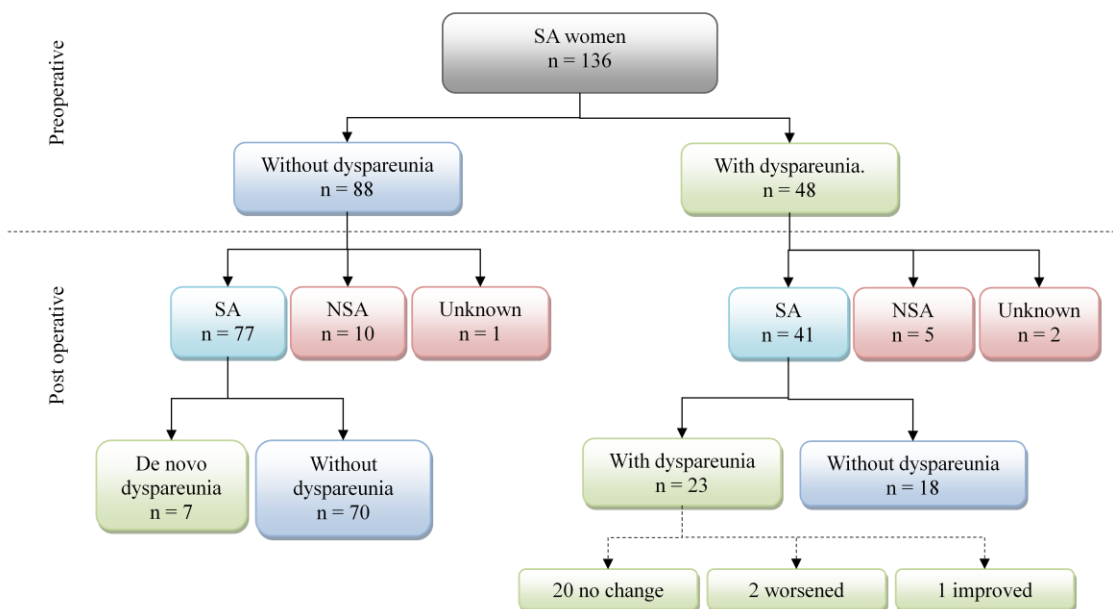 Preoperative
SA women
n = 136
Without dyspareunia
n = 88
With dyspareunia.
n = 48
Post operative
SA
n = 77
NSA
n = 10
Unknown
n = 1
SA
n = 41
NSA
n = 5
Unknown
n = 2
De novo
dyspareunia
n = 7
Without
dyspareunia
n = 70
With dyspareunia
n = 23
Without dyspareunia
n = 18
20 no change
2 worsened
1 improved